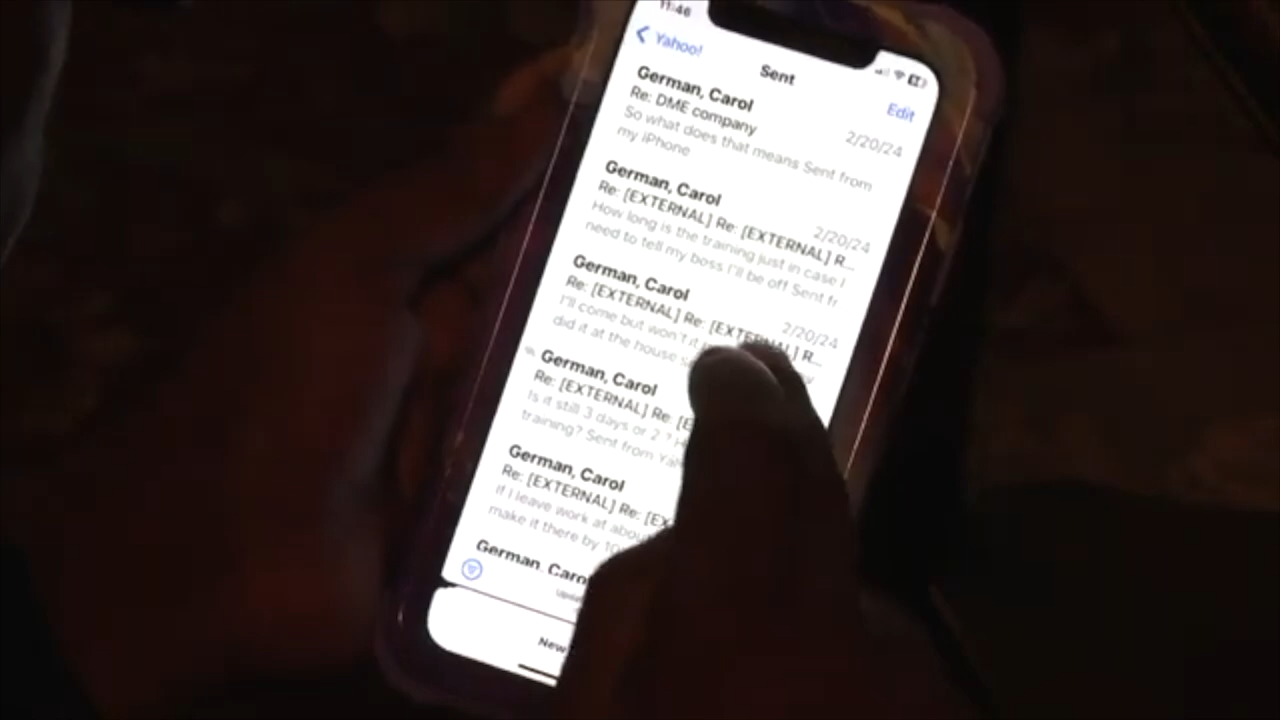 11:46
Yahoo!
Sent
Edit
German, Carol
2/20/24
Re: DME company
So what does that means Sent from
my iPhone
German, Carol
2/20/24
Re: [EXTERNAL] Re: [EXTERNAL] R...
How long is the training just in case I
need to tell my boss I'll be off Sent fr
German, Carol
2/20/24
Re: [EXTERNAL] Re: [EXTERNAL] R...
I'll come but won't it
did it at the house
German, Carol
Re: [EXTERNAL] Re: [E
Is it still 3 days or 2 ? H
training? Sent from Yah
German, Carol
Re: [EXTERNAL] Re: [EX
If I leave work at abou
make it there by 10
German, Carol
New